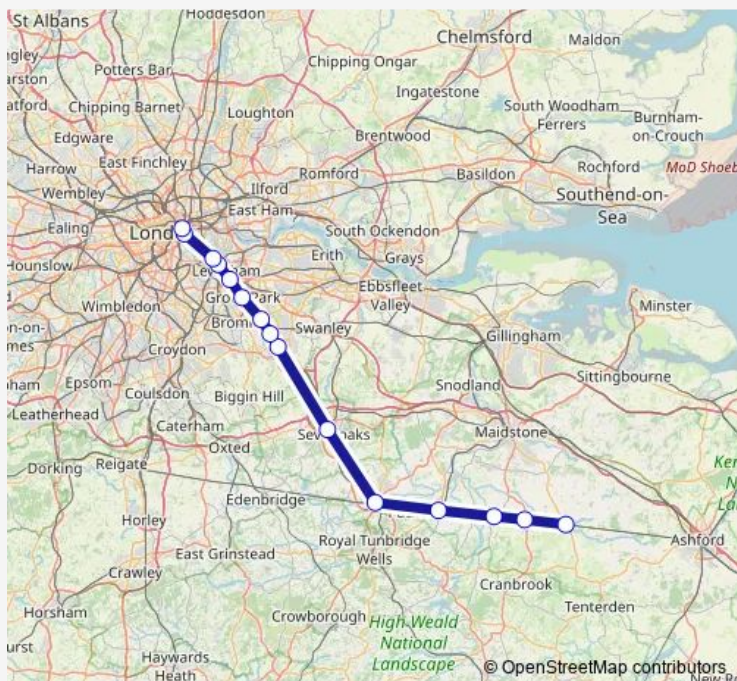 Hoddesdon
St Albans
Chelmsford
Maldon
Chipping Ongar
Potters Bar
Ingatestone
Chipping Barnet
Loughton
South Woodham
Ferrers
Burnham-
on-Crouch
Edgware
Brentwood
East Finchley
Harrow
Romford
Rochford
MoD Shoeb
Ilford
Basildon
Wembley
Southend-on-
Sea
East Ham
Ealing
Lond
South Ockendon
Hounslow
Erith
Grays
Ebbsfleet
Valley
Minster
Wimbledon
Swanley
Gillingham
Croydon
Sittingbourne
Epsom
Snodland
Coulsdon
Biggin Hill
Leatherhead
Caterham
Maidstone
Oxted
Dorking
Reigate
Edenbridge
Horley
Ashford
Royal Tunbridge
Wells
East Grinstead
Crawley
Cranbrook
Tenterden
Crowborough
Horsham
High Weald
National
Landscape
Haywards
Heath
© OpenStreetMap contributors